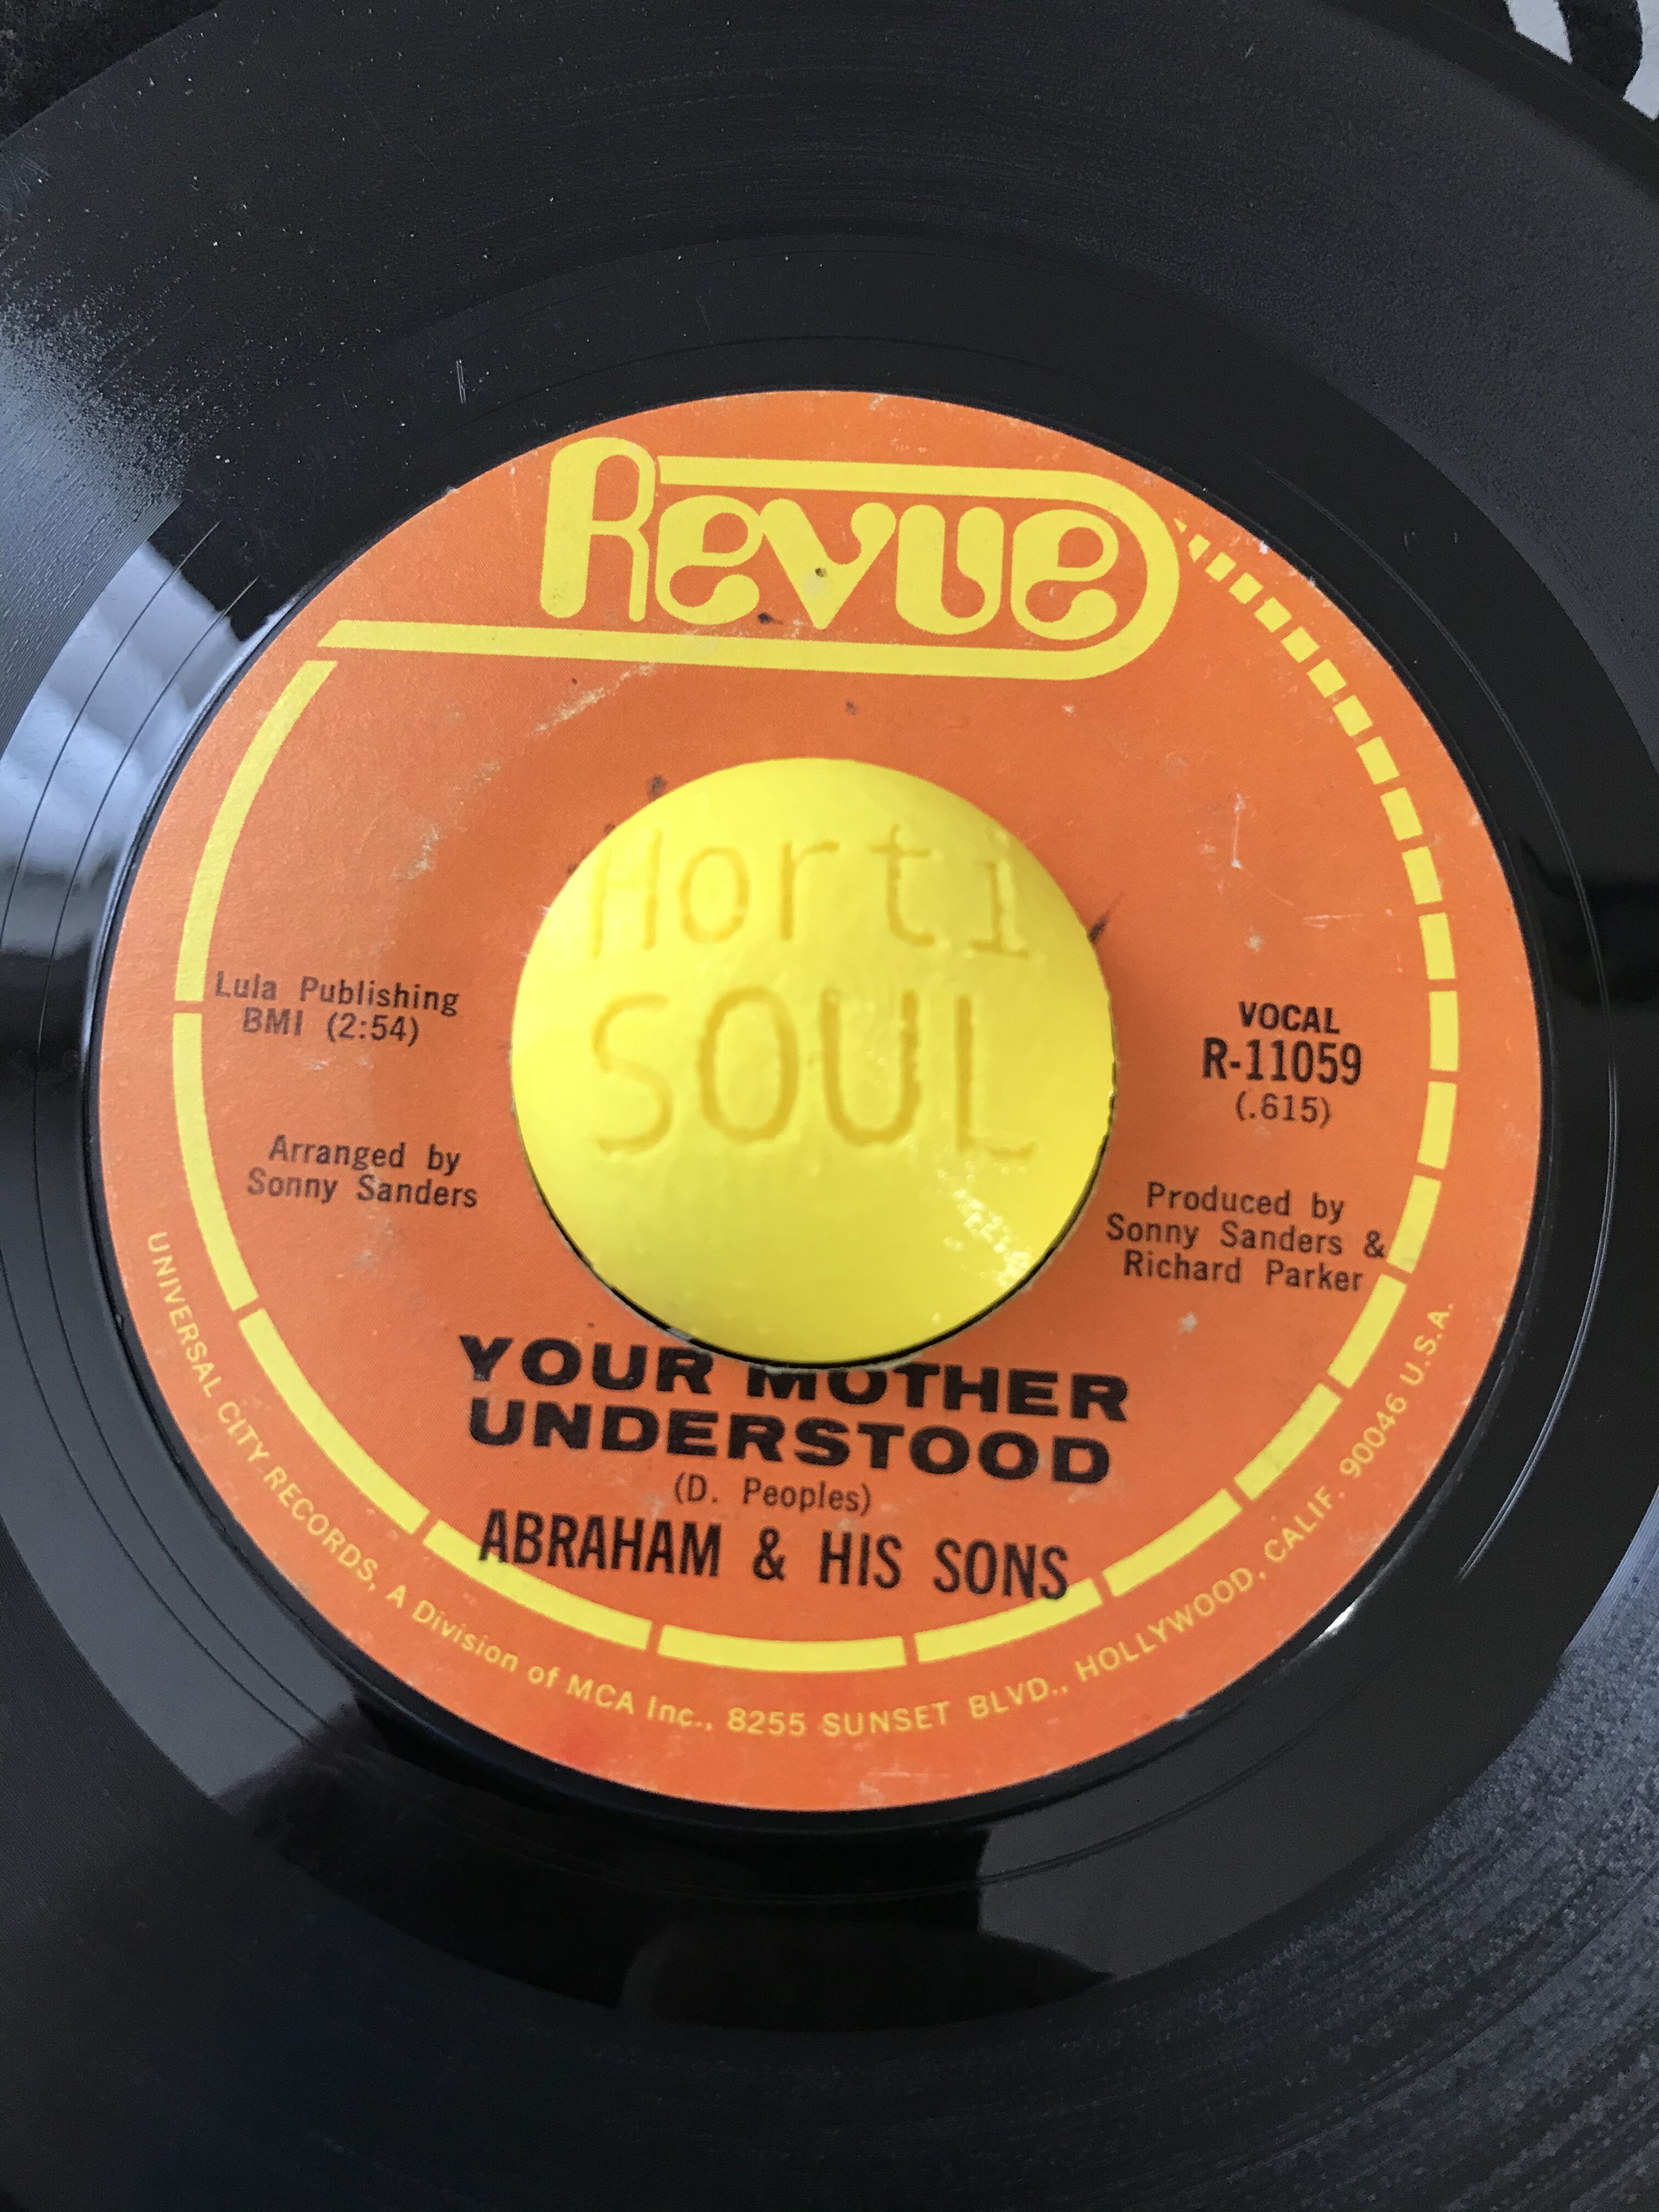 Revue
Horti
SOUL
Lula Publishing
BMI (2:54)
VOCAL
R-11059
(.615)
Arranged by
Sonny Sanders
Produced by
Sonny Sanders &
Richard Parker
YOUR MOTHER
UNDERSTOOD
(D. Peoples)
ABRAHAM & HIS SONS
UNIVERSAL CITY RECORDS, A Division of MCA Inc., 8255 SUNSET BLVD., HOLLYWOOD, CALIF. 90046 U.S.A.